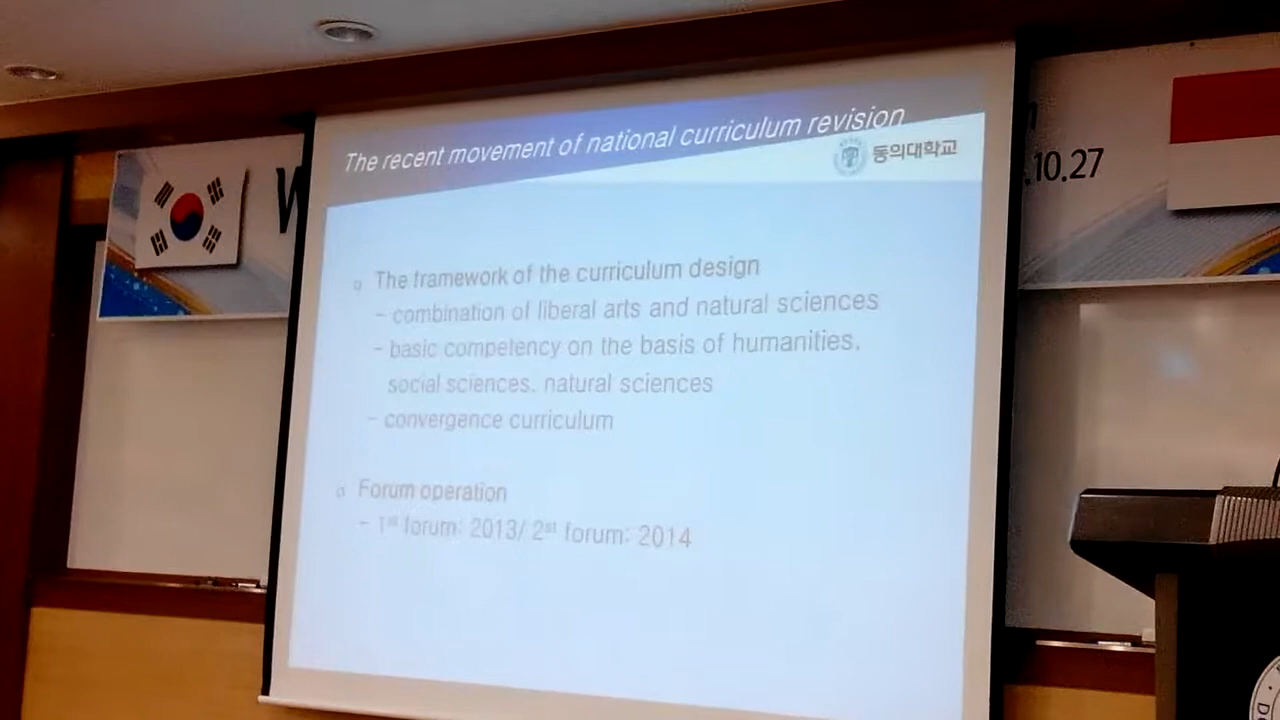 The recent movement of national curriculum revision
동의대학교
10.27
▫ The framework of the curriculum design
- combination of liberal arts and natural sciences
- basic competency on the basis of humanities,
social sciences, natural sciences
- convergence curriculum
▫ Forum operation
- 1st forum: 2013/ 2st forum: 2014